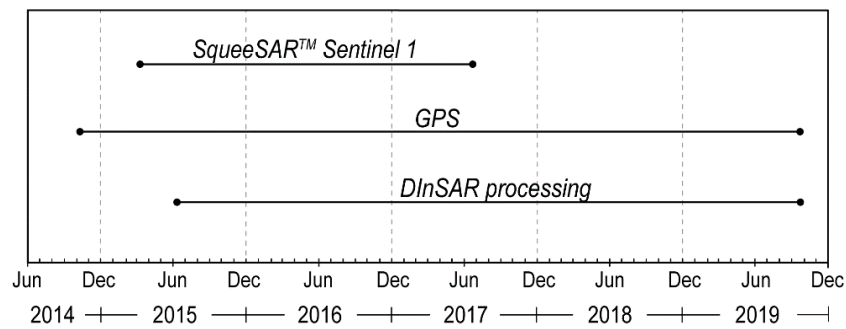 SqueeSAR™ Sentinel 1
GPS
DInSAR processing
Jun Dec Jun Dec Jun Dec Jun Dec Jun Dec Jun Dec
2014 2015 2016 2017 2018 2019